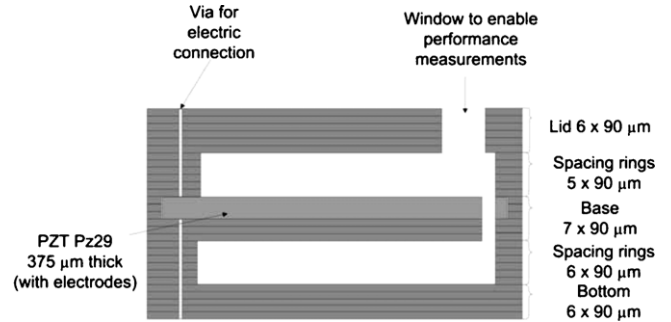 Via for
electric
connection
Window to enable
performance
measurements
Lid 6 x 90 μm
Spacing rings
5 x 90 μm
Base
7 x 90 μm
PZT Pz29
375 μm thick
(with electrodes)
Spacing rings
6 x 90 μm
Bottom
6 x 90 μm